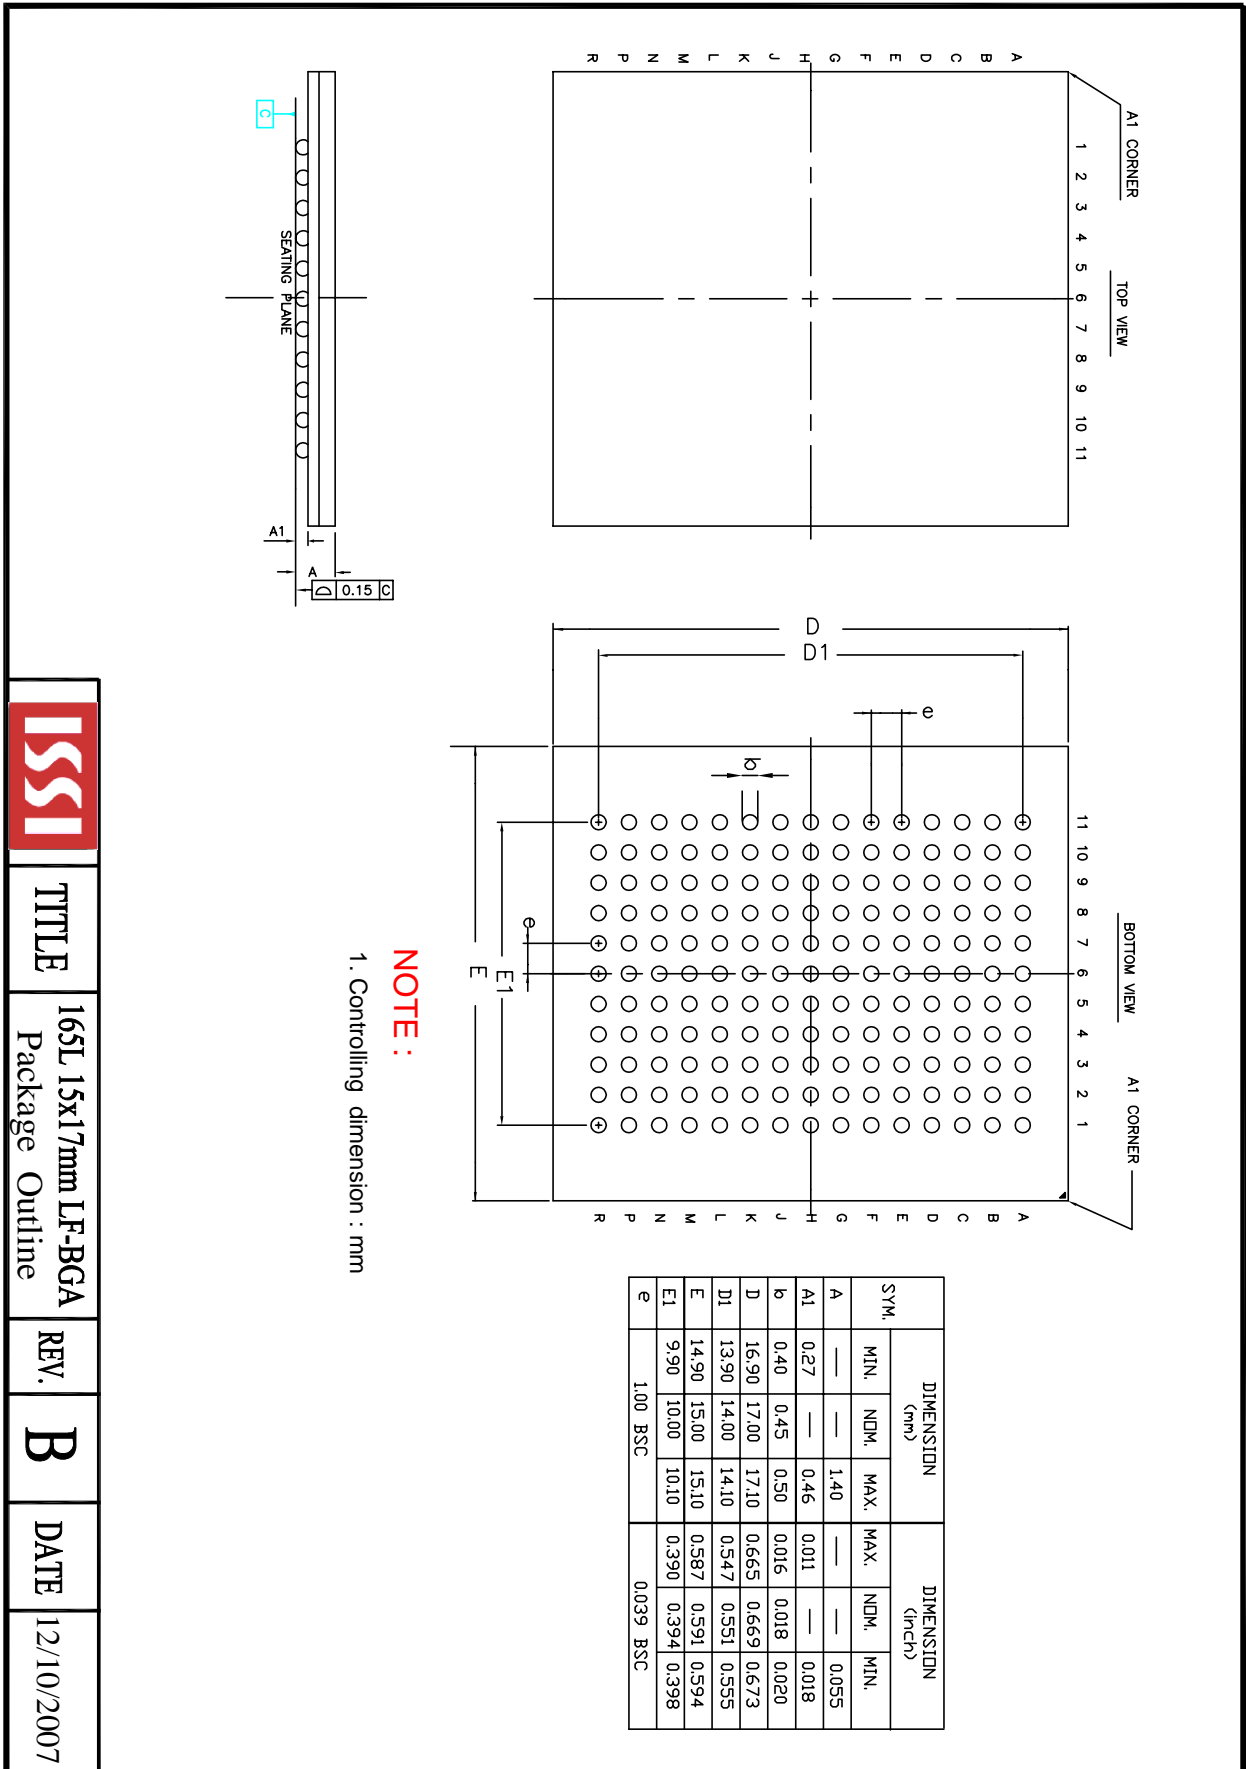 A1 CORNER
TOP VIEW
1 2 3 4 5 6 7 8 9 10 11
A
B
C
D
E
F
G
H
J
K
L
M
N
P
R
BOTTOM VIEW
A1 CORNER
11 10 9 8 7 6 5 4 3 2 1
A
B
C
D
E
F
G
H
J
K
L
M
N
P
R
D
D1
e
b
e
E1
E
C
SEATING PLANE
A1
A
0.15 C
SYM. DIMENSION (mm) DIMENSION (inch)
MIN. NOM. MAX. MAX. NOM. MIN.
A — — 1.40 — — 0.055
A1 0.27 — 0.46 0.011 — 0.018
b 0.40 0.45 0.50 0.016 0.018 0.020
D 16.90 17.00 17.10 0.665 0.669 0.673
D1 13.90 14.00 14.10 0.547 0.551 0.555
E 14.90 15.00 15.10 0.587 0.591 0.594
E1 9.90 10.00 10.10 0.390 0.394 0.398
e 1.00 BSC 0.039 BSC
NOTE :
1. Controlling dimension : mm
ISSI
TITLE
165L 15x17mm LF-BGA
Package Outline
REV.
B
DATE
12/10/2007